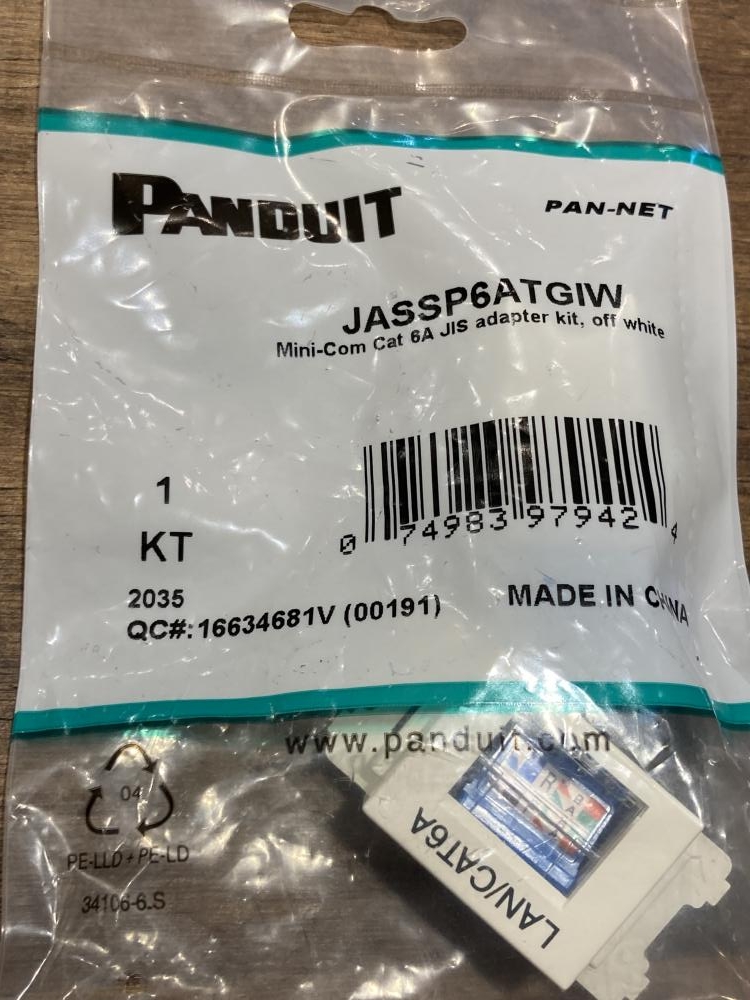 PANDUIT
PAN-NET
JASSP6ATGIW
Mini-Com Cat 6A JIS adapter kit, off white
0 74983 97942 4
1
KT
2035
QC#:16634681V (00191)
MADE IN CHINA
www.panduit.com
04
PE-LLD+PE-LD
34106-6.S
LAN/CAT6A
R
B
A